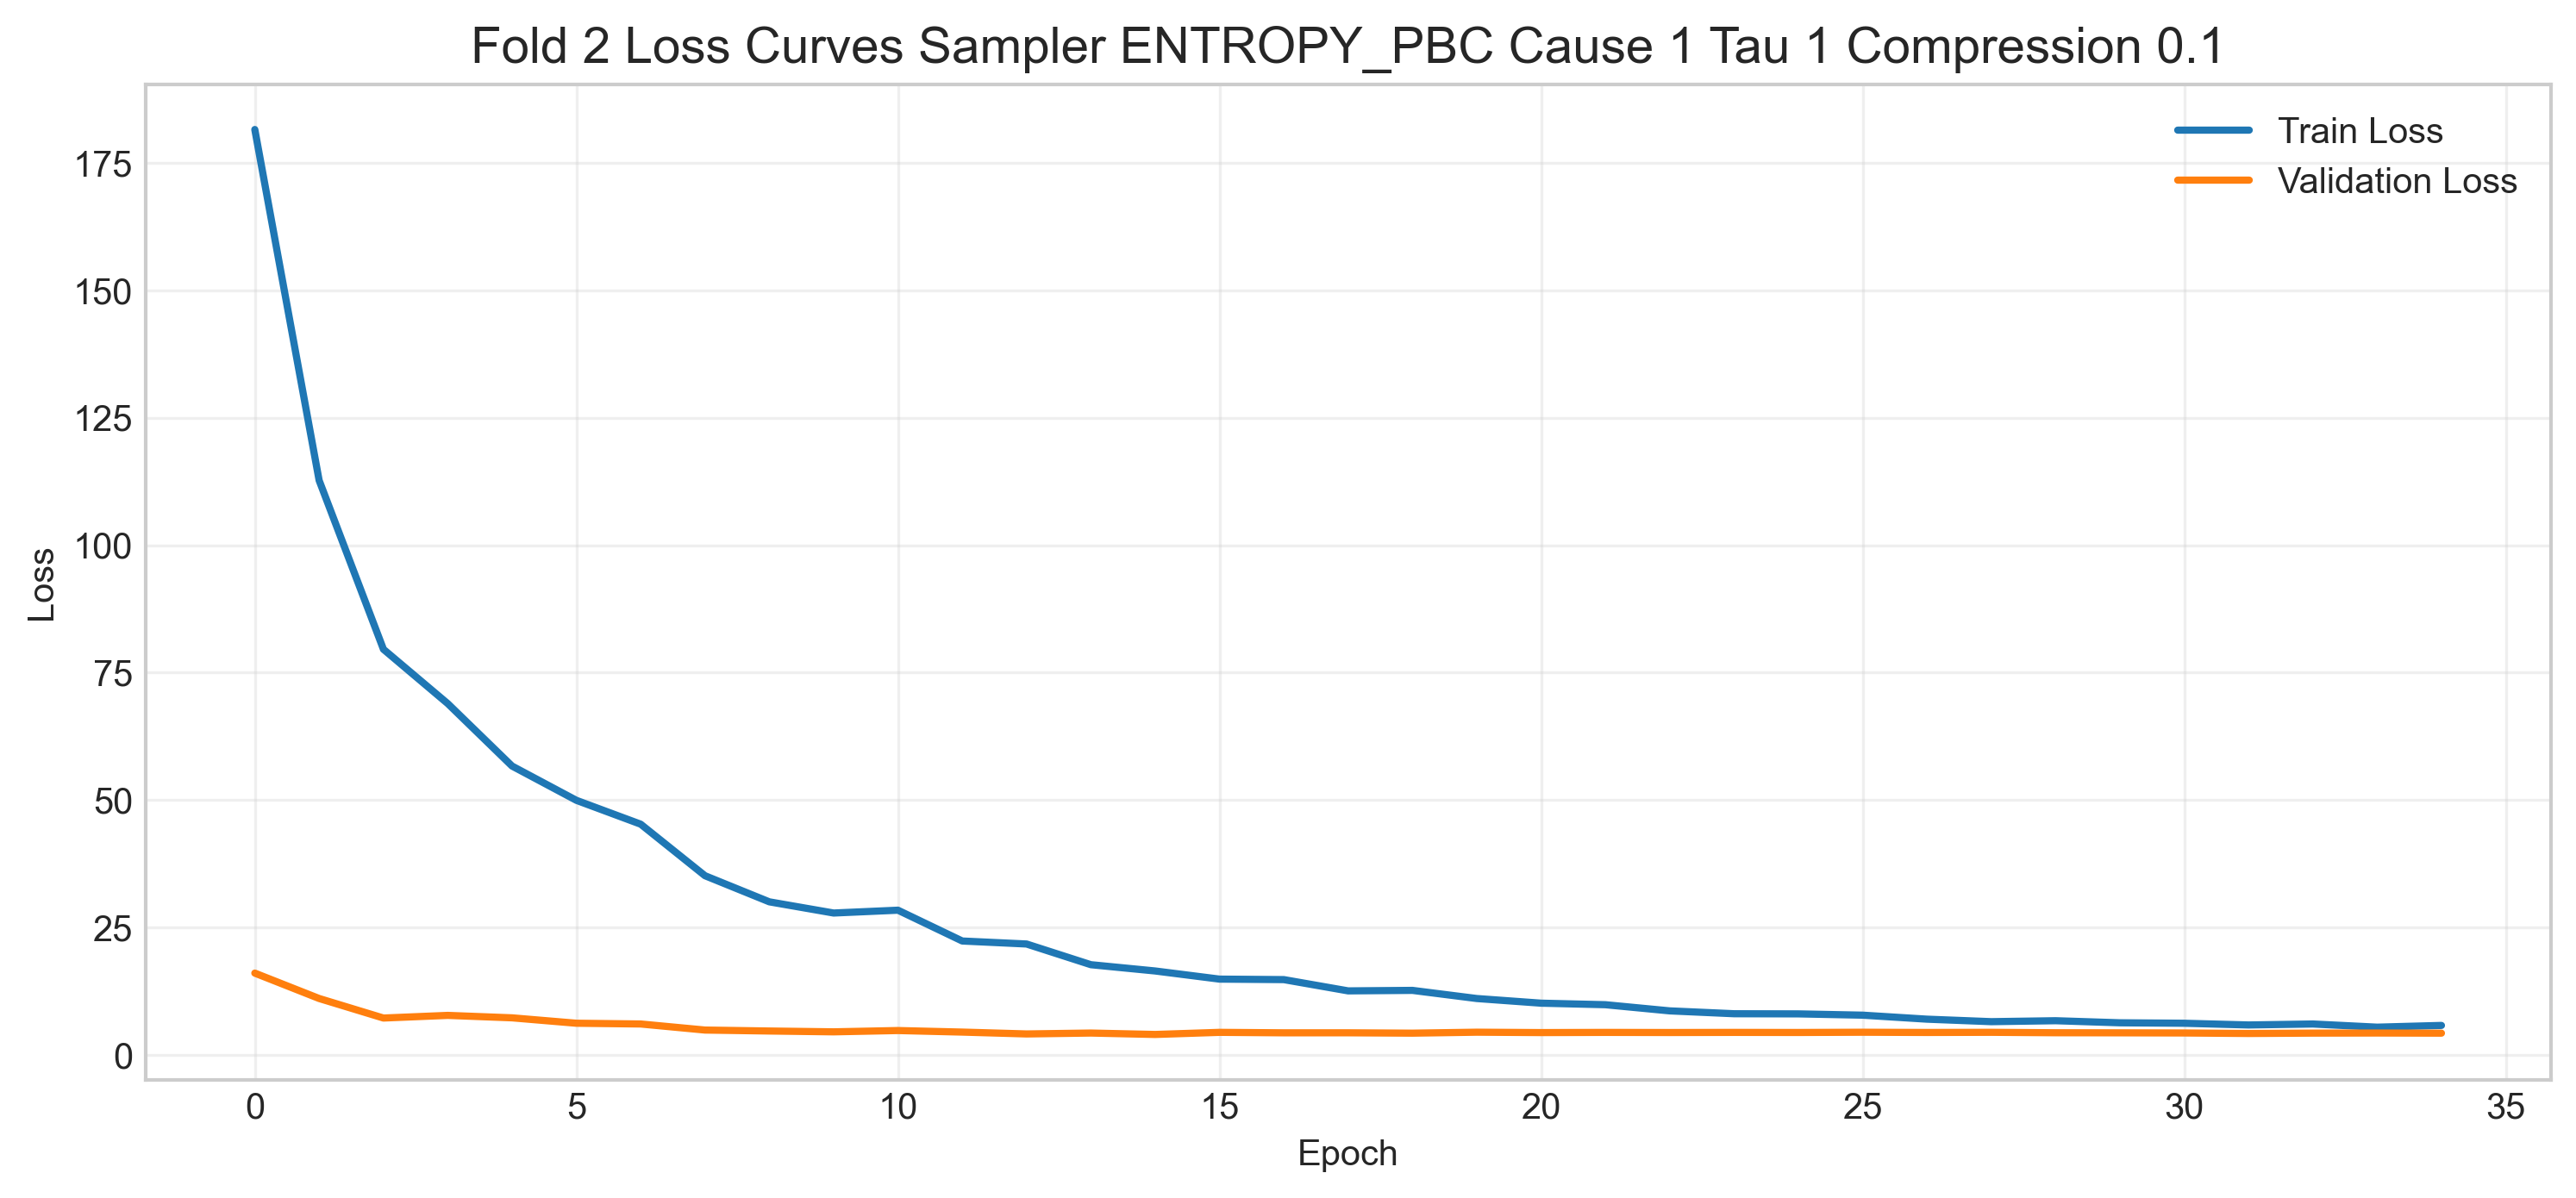 Fold 2 Loss Curves Sampler ENTROPY_PBC Cause 1 Tau 1 Compression 0.1
Train Loss
Validation Loss
175
150
125
100
75
50
25
0
Loss
0 5 10 15 20 25 30 35
Epoch